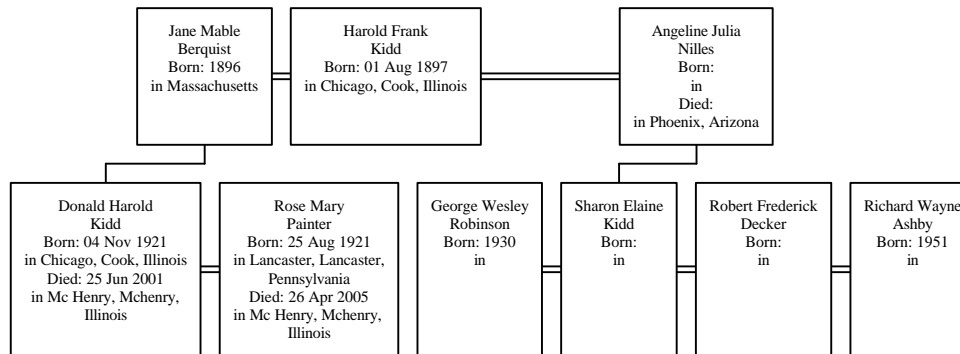 Jane Mable
Berquist
Born: 1896
in Massachusetts
Harold Frank
Kidd
Born: 01 Aug 1897
in Chicago, Cook, Illinois
Angeline Julia
Nilles
Born:
in
Died:
in Phoenix, Arizona
Donald Harold
Kidd
Born: 04 Nov 1921
in Chicago, Cook, Illinois
Died: 25 Jun 2001
in Mc Henry, Mchenry,
Illinois
Rose Mary
Painter
Born: 25 Aug 1921
in Lancaster, Lancaster,
Pennsylvania
Died: 26 Apr 2005
in Mc Henry, Mchenry,
Illinois
George Wesley
Robinson
Born: 1930
in
Sharon Elaine
Kidd
Born:
in
Robert Frederick
Decker
Born:
in
Richard Wayne
Ashby
Born: 1951
in